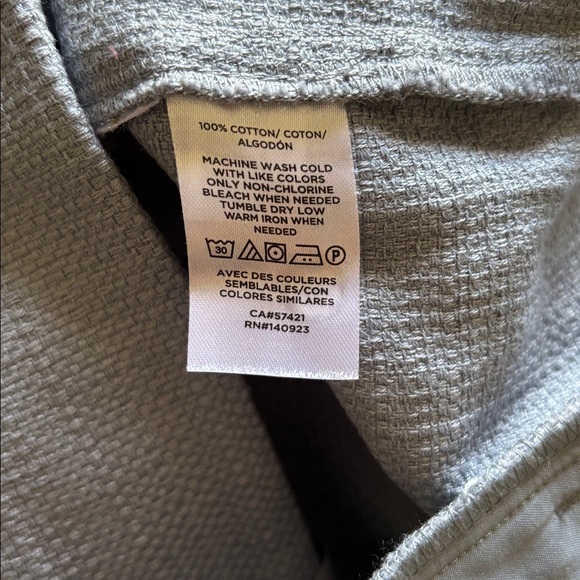 100% COTTON/ COTON/
ALGODÓN
MACHINE WASH COLD
WITH LIKE COLORS
ONLY NON-CHLORINE
BLEACH WHEN NEEDED
TUMBLE DRY LOW
WARM IRON WHEN
NEEDED
30 P
AVEC DES COULEURS
SEMBLABLES/CON
COLORES SIMILARES
CA#57421
RN#140923